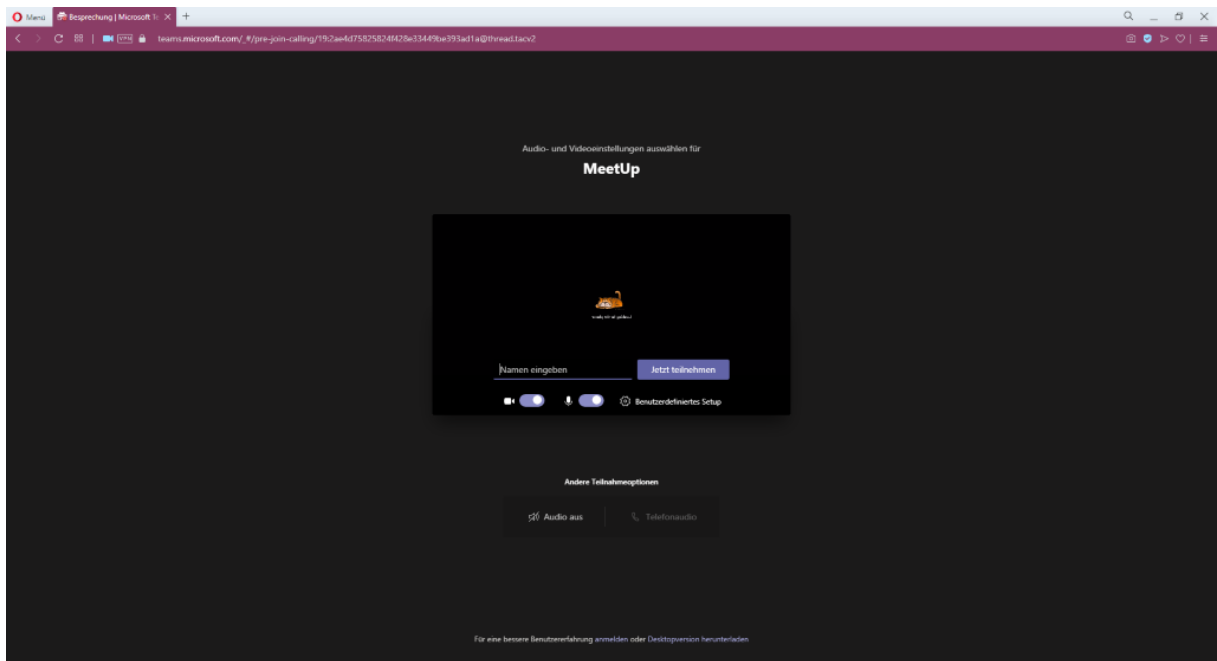 Menü
Besprechung | Microsoft Te
VPN
teams.microsoft.com/_#/pre-join-calling/19:2ae4d75825824f428e33449be393ad1a@thread.tacv2
Audio- und Videoeinstellungen auswählen für
MeetUp
Namen eingeben
Jetzt teilnehmen
Benutzerdefiniertes Setup
Andere Teilnahmeoptionen
Audio aus
Telefonaudio
Für eine bessere Benutzererfahrung anmelden oder Desktopversion herunterladen